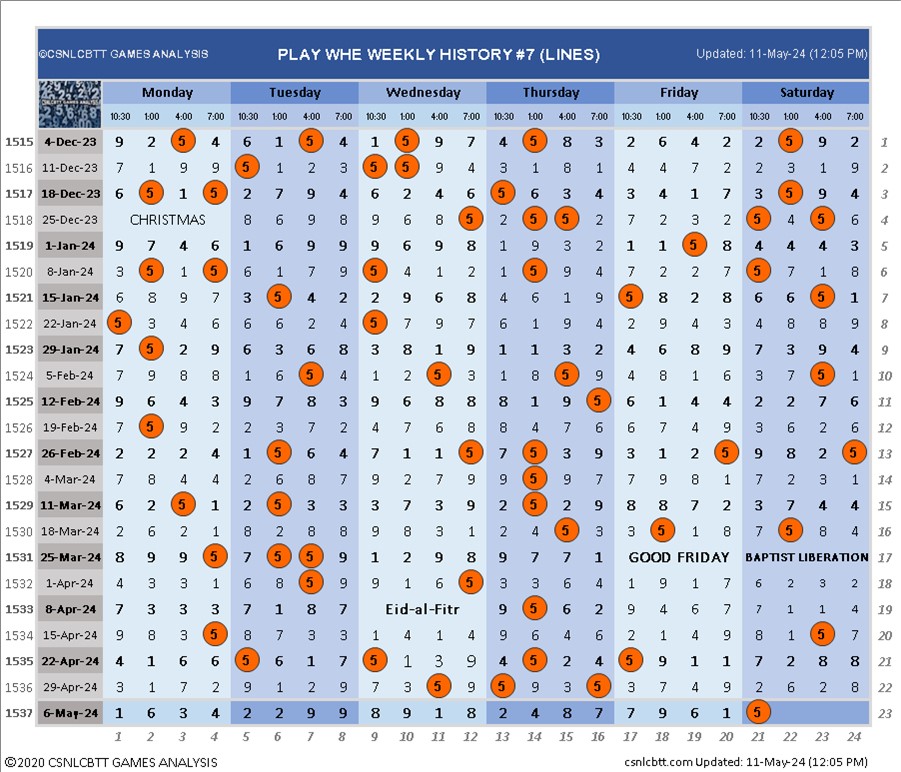 ©CSNLCBTT GAMES ANALYSIS PLAY WHE WEEKLY HISTORY #7 (LINES) Updated: 11-May-24 (12:05 PM)
Monday Tuesday Wednesday Thursday Friday Saturday
10:30 1:00 4:00 7:00 10:30 1:00 4:00 7:00 10:30 1:00 4:00 7:00 10:30 1:00 4:00 7:00 10:30 1:00 4:00 7:00 10:30 1:00 4:00 7:00
1515 4-Dec-23 9 2 5 4 6 1 5 4 1 5 9 7 4 5 8 3 2 6 4 2 2 5 9 2 1
1516 11-Dec-23 7 1 9 9 5 1 2 3 5 5 9 4 3 1 8 1 4 4 7 2 2 3 1 9 2
1517 18-Dec-23 6 5 1 5 2 7 9 4 6 2 4 6 5 6 3 4 3 4 1 7 3 5 9 4 3
1518 25-Dec-23 CHRISTMAS 8 6 9 8 9 6 8 5 2 5 5 2 7 2 3 2 5 4 5 6 4
1519 1-Jan-24 9 7 4 6 1 6 9 9 9 6 9 8 1 9 3 2 1 1 5 8 4 4 4 3 5
1520 8-Jan-24 3 5 1 5 6 1 7 9 5 4 1 2 1 5 9 4 7 2 2 7 5 7 1 8 6
1521 15-Jan-24 6 8 9 7 3 5 4 2 2 9 6 8 4 6 1 9 5 8 2 8 6 6 5 1 7
1522 22-Jan-24 5 3 4 6 6 6 2 4 5 7 9 7 6 1 9 4 2 9 4 3 4 8 8 9 8
1523 29-Jan-24 7 5 2 9 6 3 6 8 3 8 1 9 1 1 3 2 4 6 8 9 7 3 9 4 9
1524 5-Feb-24 7 9 8 8 1 6 5 4 1 2 5 3 1 8 5 9 4 8 1 6 3 7 5 1 10
1525 12-Feb-24 9 6 4 3 9 7 8 3 9 6 8 8 8 1 9 5 6 1 4 4 2 2 7 6 11
1526 19-Feb-24 7 5 9 2 2 3 7 2 7 6 9 8 8 4 7 6 6 7 4 9 3 6 2 6 12
1527 26-Feb-24 2 2 2 4 1 5 6 4 7 1 1 5 7 5 3 9 3 1 2 5 9 8 2 5 13
1528 4-Mar-24 7 8 4 4 2 6 8 7 9 2 7 9 1 5 9 7 7 9 8 1 7 2 3 1 14
1529 11-Mar-24 6 2 5 1 2 5 3 3 3 7 3 9 2 5 2 9 8 8 7 2 3 7 4 4 15
1530 18-Mar-24 2 6 2 1 8 2 8 8 9 8 3 1 2 4 5 3 3 5 1 8 7 5 8 4 16
1531 25-Mar-24 8 9 9 5 7 5 5 9 1 2 9 8 9 7 7 1 GOOD FRIDAY BAPTIST LIBERATION 17
1532 1-Apr-24 4 3 3 1 6 8 5 9 9 1 6 5 3 3 6 4 1 9 1 7 6 2 3 2 18
1533 8-Apr-24 7 3 3 3 7 1 8 7 Eid-al-Fitr 9 5 6 2 9 4 6 7 7 1 1 4 19
1534 15-Apr-24 9 8 3 5 8 7 3 3 1 4 1 4 9 6 4 6 2 1 4 9 8 1 5 7 20
1535 22-Apr-24 4 1 6 6 5 6 1 7 5 1 3 9 4 5 2 4 5 9 1 1 7 2 8 8 21
1536 29-Apr-24 3 1 7 2 9 1 2 9 7 3 5 9 5 9 3 5 3 7 4 9 2 6 2 8 22
1537 6-May-24 1 6 3 4 2 2 9 9 8 9 1 8 2 4 8 7 7 9 6 1 5 23
1 2 3 4 5 6 7 8 9 10 11 12 13 14 15 16 17 18 19 20 21 22 23 24
©2020 CSNLCBTT GAMES ANALYSIS csnlcbtt.com Updated: 11-May-24 (12:05 PM)